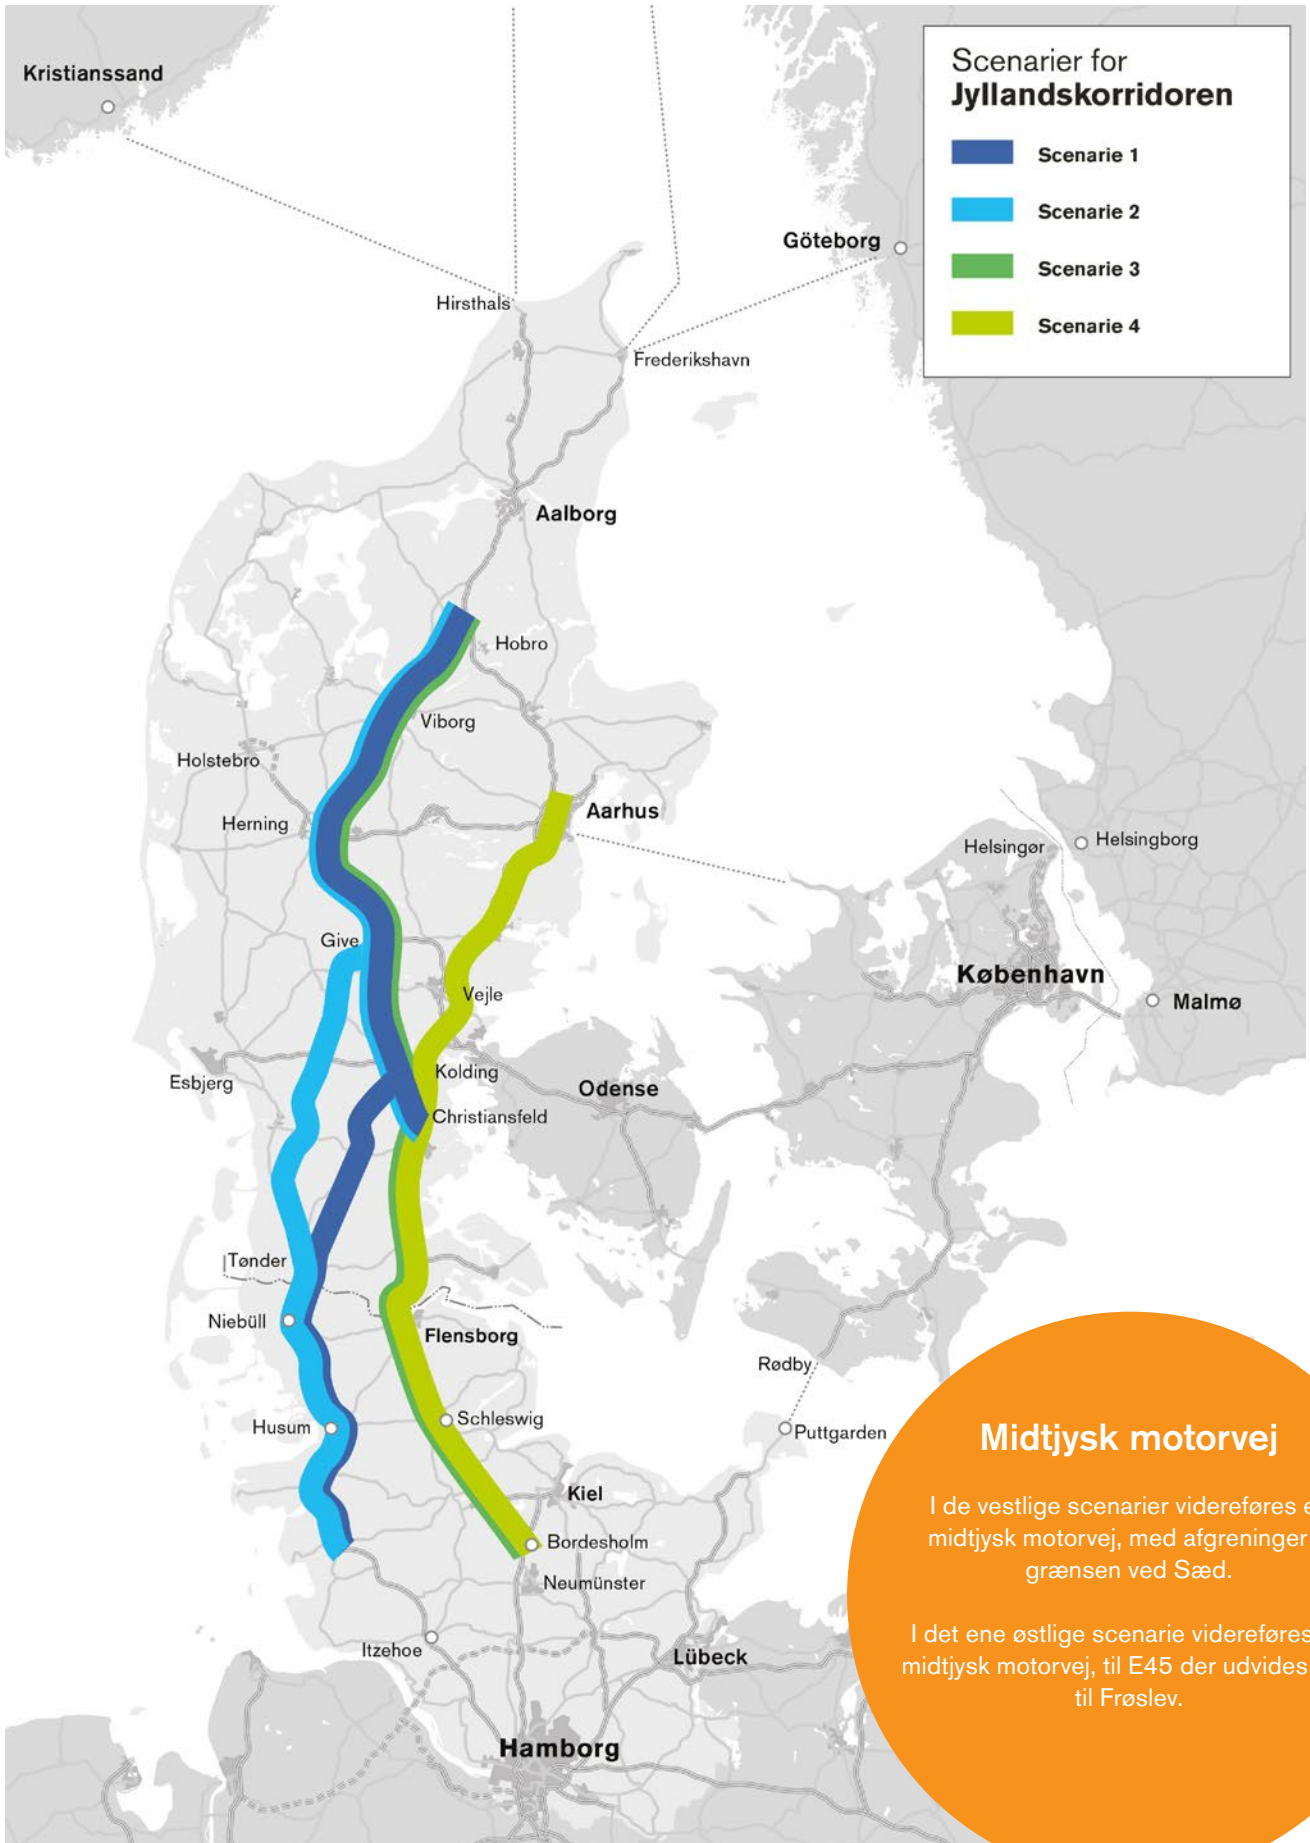 Scenarier for
Jyllandskorridoren
Scenarie 1
Scenarie 2
Scenarie 3
Scenarie 4
Kristianssand
Göteborg
Hirsthals
Frederikshavn
Aalborg
Hobro
Viborg
Holstebro
Herning
Aarhus
Helsingør
Helsingborg
Give
København
Vejle
Malmø
Kolding
Esbjerg
Odense
Christiansfeld
Tønder
Niebüll
Flensborg
Rødby
Schleswig
Husum
Puttgarden
Kiel
Bordesholm
Neumünster
Itzehoe
Lübeck
Hamborg
Midtjysk motorvej
I de vestlige scenarier videreføres
midtjysk motorvej, med afgreninger
grænsen ved Sæd.
I det ene østlige scenarie videreføres
midtjysk motorvej, til E45 der udvides
til Frøslev.